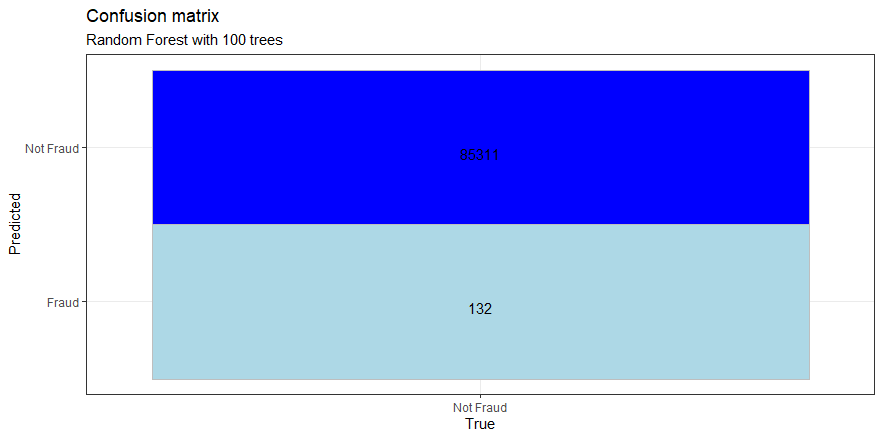 Confusion matrix
Random Forest with 100 trees
Not Fraud
85311
Predicted
Fraud
132
Not Fraud
True